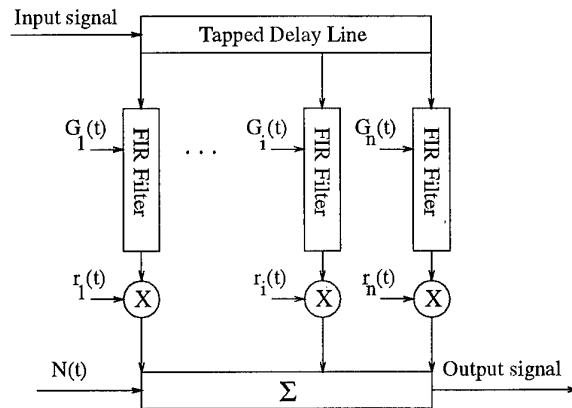 Input signal
Tapped Delay Line
G1(t)
FIR Filter
. . .
Gi(t)
FIR Filter
Gn(t)
FIR Filter
r1(t)
X
ri(t)
X
rn(t)
X
N(t)
Σ
Output signal